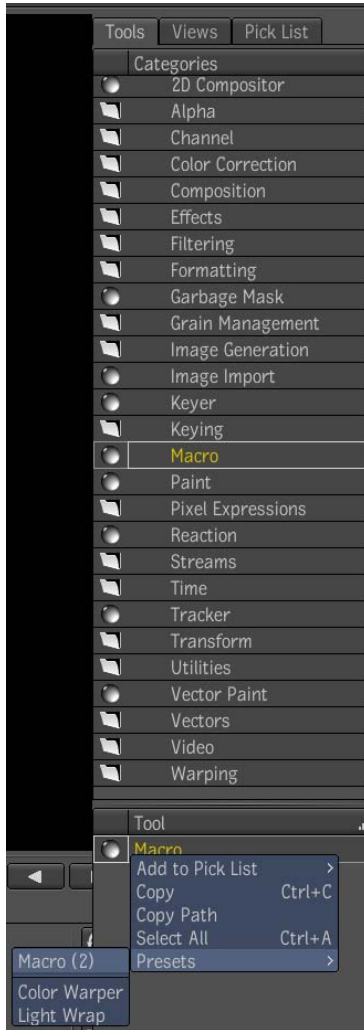 Tools Views Pick List
Categories
2D Compositor
Alpha
Channel
Color Correction
Composition
Effects
Filtering
Formatting
Garbage Mask
Grain Management
Image Generation
Image Import
Keyer
Keying
Macro
Paint
Pixel Expressions
Reaction
Streams
Time
Tracker
Transform
Utilities
Vector Paint
Vectors
Video
Warping
Tool
Macro
Add to Pick List >
Copy Ctrl+C
Copy Path
Select All Ctrl+A
Presets >
Macro (2)
Color Warper
Light Wrap